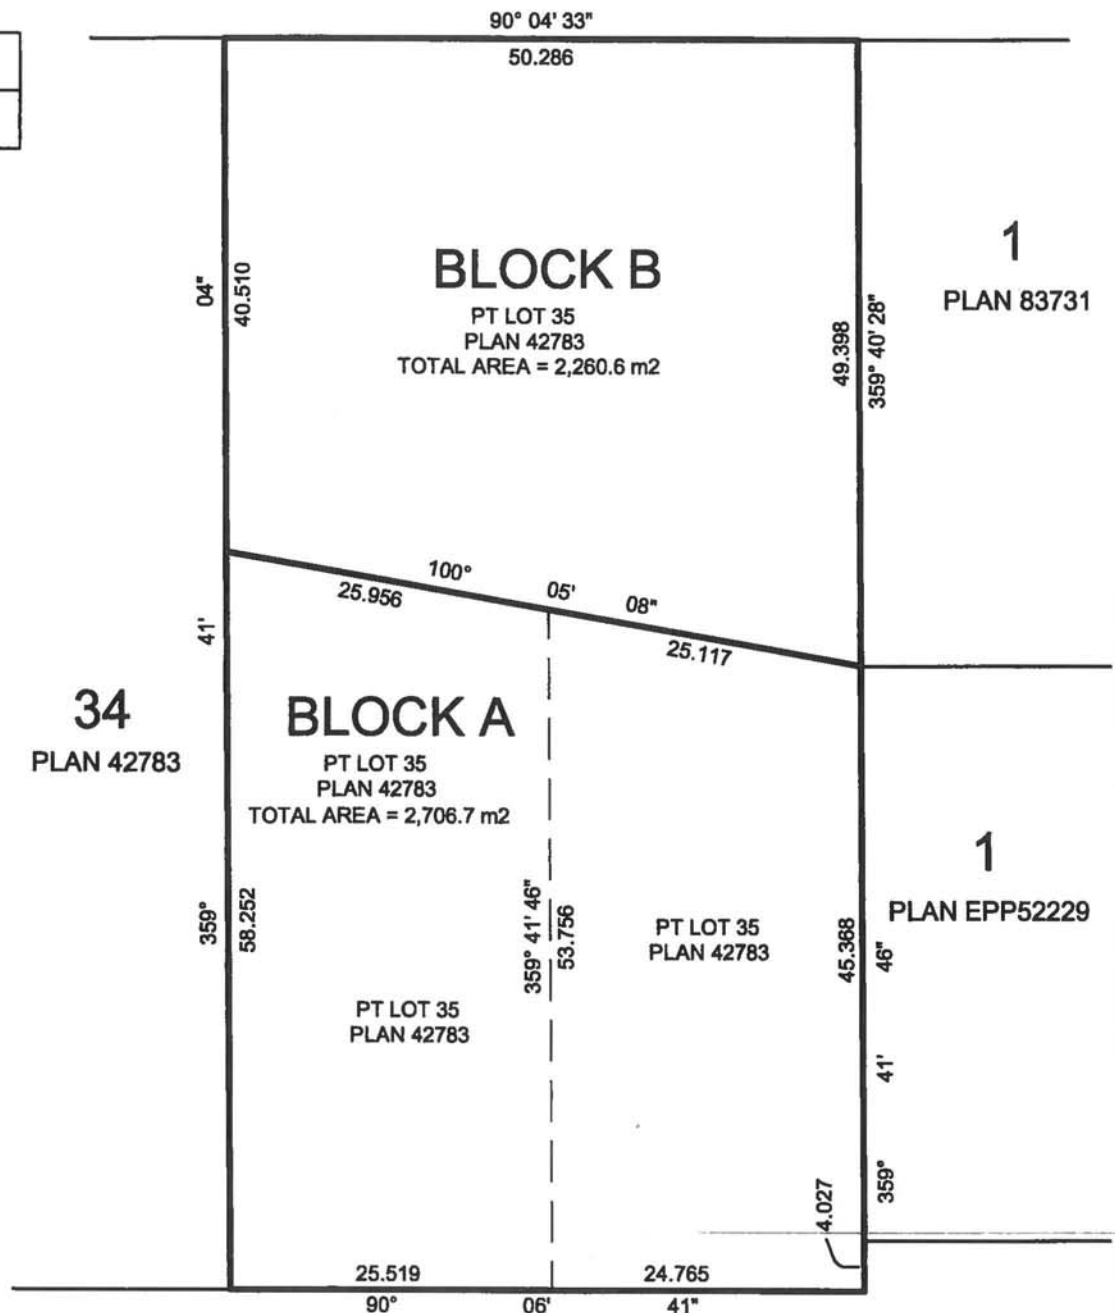 90° 04' 33"
50.286
BLOCK B
PT LOT 35
PLAN 42783
TOTAL AREA = 2,260.6 m2
04"
40.510
49.398
359° 40' 28"
1
PLAN 83731
100° 05' 08"
25.956
25.117
41'
34
PLAN 42783
BLOCK A
PT LOT 35
PLAN 42783
TOTAL AREA = 2,706.7 m2
359°
58.252
359° 41' 46"
53.756
PT LOT 35
PLAN 42783
PT LOT 35
PLAN 42783
45.368
1
PLAN EPP52229
46"
41'
359°
4.027
25.519
24.765
90° 06' 41"